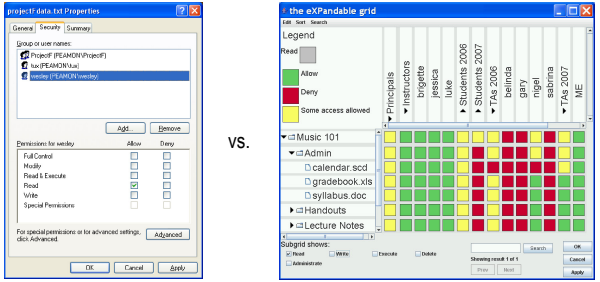 projectFdata.txt Properties
General Security Summary
Group or user names:
ProjectF (PEAMON\ProjectF)
tux (PEAMON\tux)
wesley (PEAMON\wesley)
Add... Remove
Permissions for wesley Allow Deny
Full Control
Modify
Read & Execute
Read
Write
Special Permissions
For special permissions or for advanced settings,
click Advanced.
Advanced
OK Cancel Apply
VS.
the eXPandable grid
Edit Sort Search
Legend
Read
Allow
Deny
Some access allowed
Principals
Instructors
brigette
jessica
luke
Students 2006
Students 2007
TAs 2006
belinda
gary
nigel
sabrina
TAs 2007
ME
Music 101
Admin
calendar.scd
gradebook.xls
syllabus.doc
Handouts
Lecture Notes
Subgrid shows:
Read Write Execute Delete
Administrate
Search
Showing result 1 of 1
Prev Next
OK
Cancel
Apply